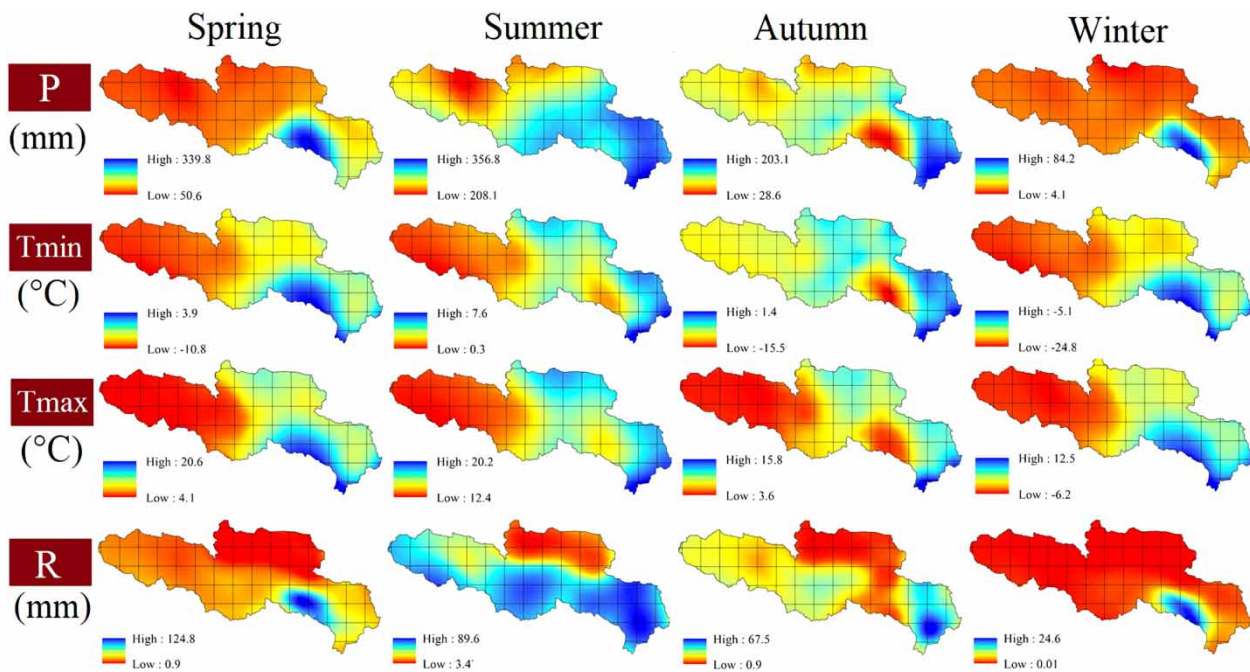 Spring Summer Autumn Winter
P
(mm)
High : 339.8 High : 356.8 High : 203.1 High : 84.2
Low : 50.6 Low : 208.1 Low : 28.6 Low : 4.1
Tmin
(°C)
High : 3.9 High : 7.6 High : 1.4 High : -5.1
Low : -10.8 Low : 0.3 Low : -15.5 Low : -24.8
Tmax
(°C)
High : 20.6 High : 20.2 High : 15.8 High : 12.5
Low : 4.1 Low : 12.4 Low : 3.6 Low : -6.2
R
(mm)
High : 124.8 High : 89.6 High : 67.5 High : 24.6
Low : 0.9 Low : 3.4 Low : 0.9 Low : 0.01